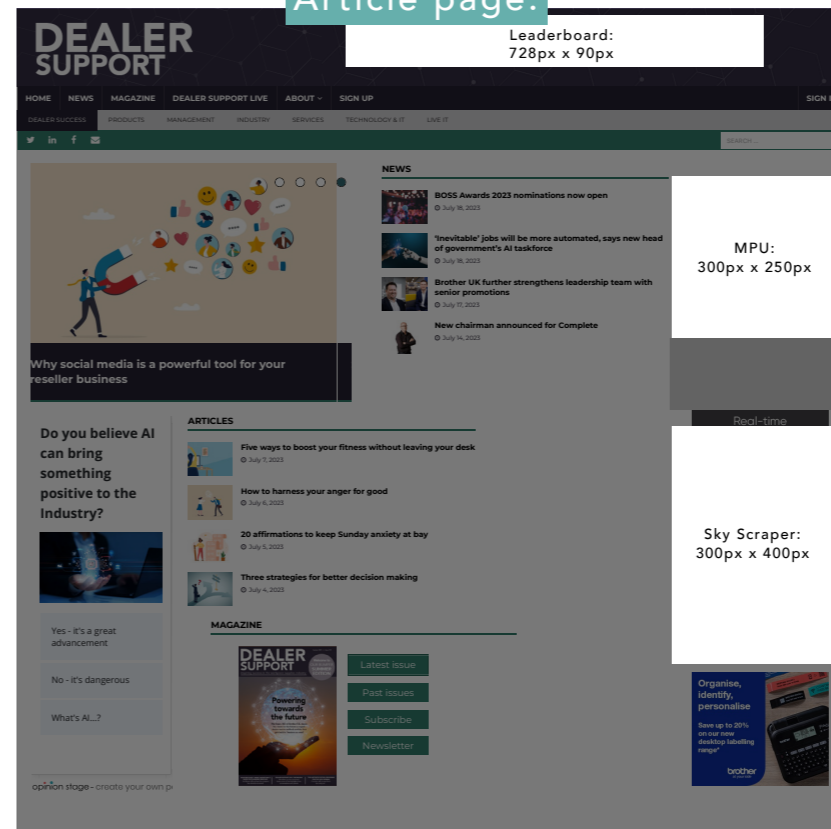 Article page:
DEALER
SUPPORT
Leaderboard:
728px x 90px
HOME NEWS MAGAZINE DEALER SUPPORT LIVE ABOUT SIGN UP SIGN
DEALER SUCCESS PRODUCTS MANAGEMENT INDUSTRY SERVICES TECHNOLOGY & IT LIVE IT
SEARCH ...
NEWS
BOSS Awards 2023 nominations now open
July 18, 2023
'Inevitable' jobs will be more automated, says new head
of government's AI taskforce
July 18, 2023
Brother UK further strengthens leadership team with
senior promotions
July 17, 2023
New chairman announced for Complete
July 14, 2023
MPU:
300px x 250px
Why social media is a powerful tool for your
reseller business
Do you believe AI
can bring
something
positive to the
Industry?
Yes - it's a great
advancement
No - it's dangerous
What's AI...?
opinion stage - create your own
ARTICLES
Five ways to boost your fitness without leaving your desk
July 7, 2023
How to harness your anger for good
July 6, 2023
20 affirmations to keep Sunday anxiety at bay
July 5, 2023
Three strategies for better decision making
July 4, 2023
Real-time
Sky Scraper:
300px x 400px
MAGAZINE
DEALER
SUPPORT
Powering
towards
the future
Latest issue
Past issues
Subscribe
Newsletter
Organise,
identify,
personalise
Save up to 20%
on our new
desktop labelling
range*
brother